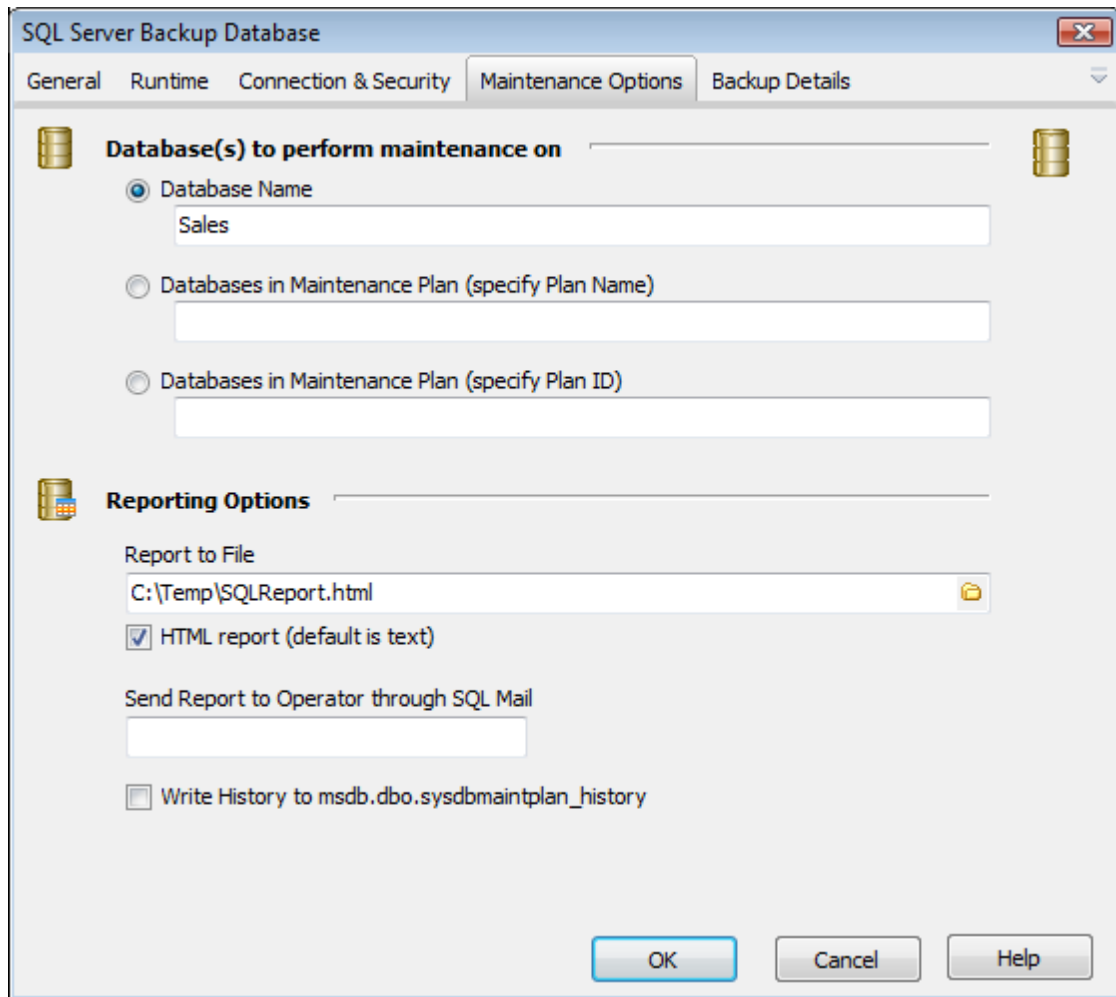 SQL Server Backup Database
General Runtime Connection & Security Maintenance Options Backup Details
Database(s) to perform maintenance on
Database Name
Sales
Databases in Maintenance Plan (specify Plan Name)
Databases in Maintenance Plan (specify Plan ID)
Reporting Options
Report to File
C:\Temp\SQLReport.html
HTML report (default is text)
Send Report to Operator through SQL Mail
Write History to msdb.dbo.sysdbmaintplan_history
OK Cancel Help